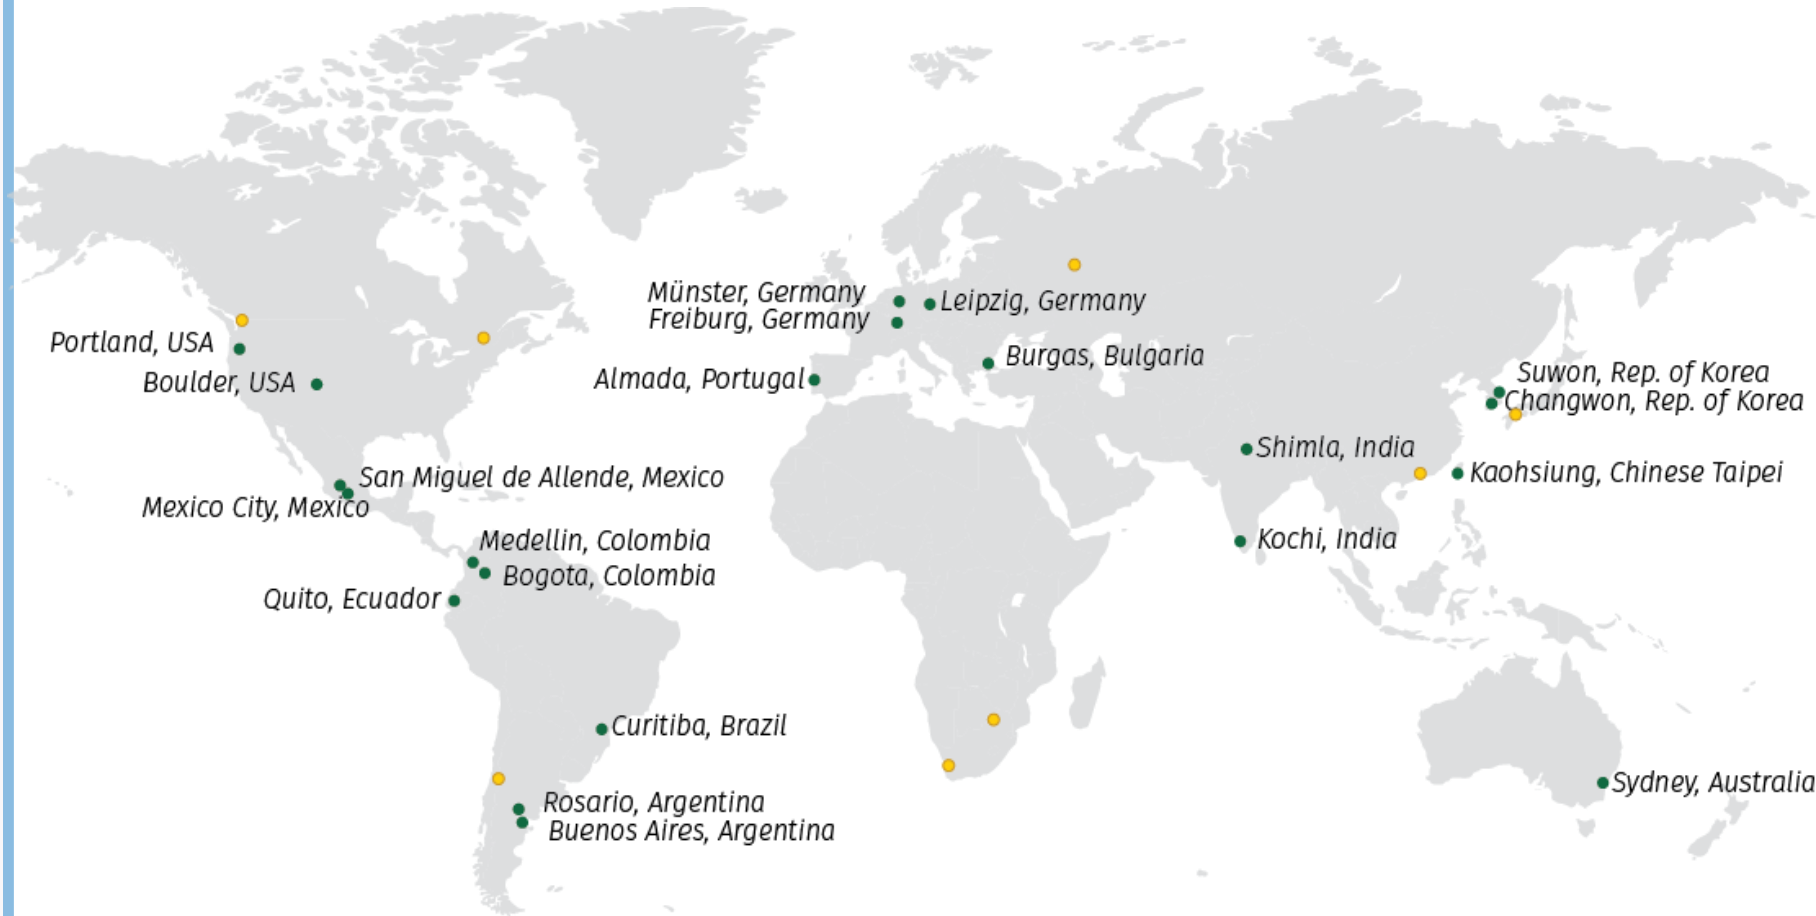 Münster, Germany
Leipzig, Germany
Freiburg, Germany
Portland, USA
Burgas, Bulgaria
Boulder, USA
Almada, Portugal
Suwon, Rep. of Korea
Changwon, Rep. of Korea
Shimla, India
San Miguel de Allende, Mexico
Kaohsiung, Chinese Taipei
Mexico City, Mexico
Medellin, Colombia
Kochi, India
Bogota, Colombia
Quito, Ecuador
Curitiba, Brazil
Sydney, Australia
Rosario, Argentina
Buenos Aires, Argentina